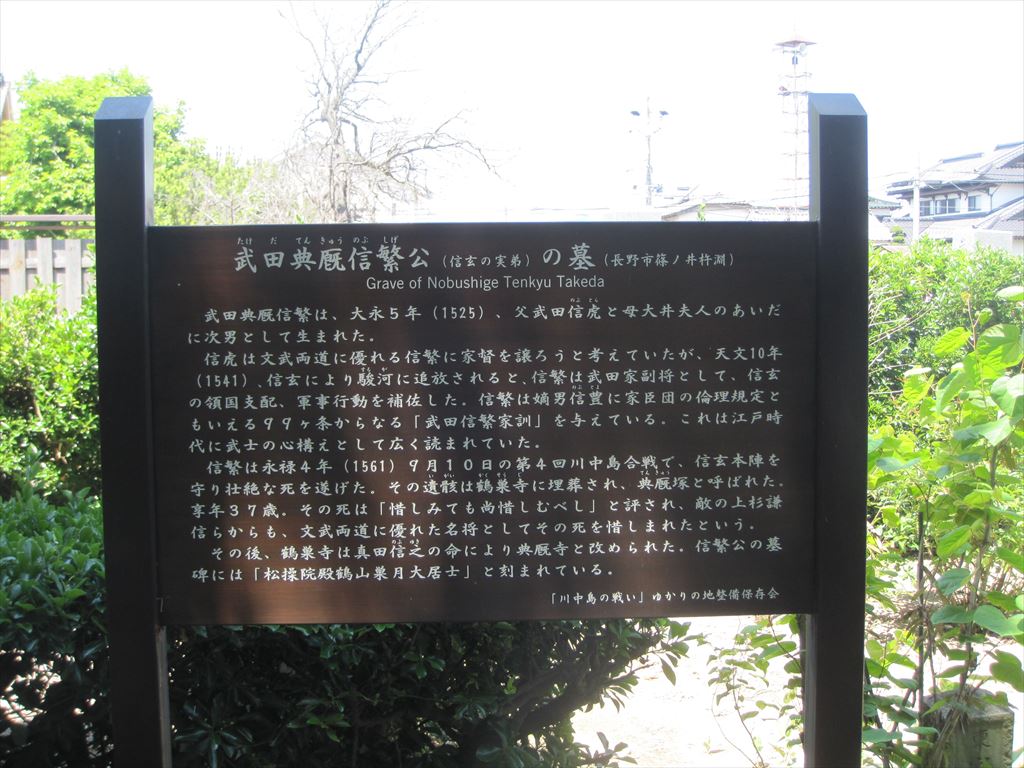 武田典厩信繁公（信玄の実弟）の墓（長野市篠ノ井杵淵）
Grave of Nobushige Tenkyu Takeda
武田典厩信繁は、大永５年（1525）、父武田信虎と母大井夫人のあいだ
に次男として生まれた。
信虎は文武両道に優れる信繁に家督を譲ろうと考えていたが、天文10年
（1541）、信玄により駿河に追放されると、信繁は武田家副将として、信玄
の領国支配、軍事行動を補佐した。信繁は嫡男信豊に家臣団の倫理規定と
もいえる９９ヶ条からなる「武田信繁家訓」を与えている。これは江戸時
代に武士の心構えとして広く読まれていた。
信繁は永禄４年（1561）９月１０日の第４回川中島合戦で、信玄本陣を
守り壮絶な死を遂げた。その遺骸は鶴巣寺に埋葬され、典厩塚と呼ばれた。
享年３７歳。その死は「惜しみても尚惜しむべし」と評され、敵の上杉謙
信らからも、文武両道に優れた名将としてその死を惜しまれたという。
その後、鶴巣寺は真田信之の命により典厩寺と改められた。信繁公の墓
碑には「松操院殿鶴山巣月大居士」と刻まれている。
「川中島の戦い」ゆかりの地整備保存会